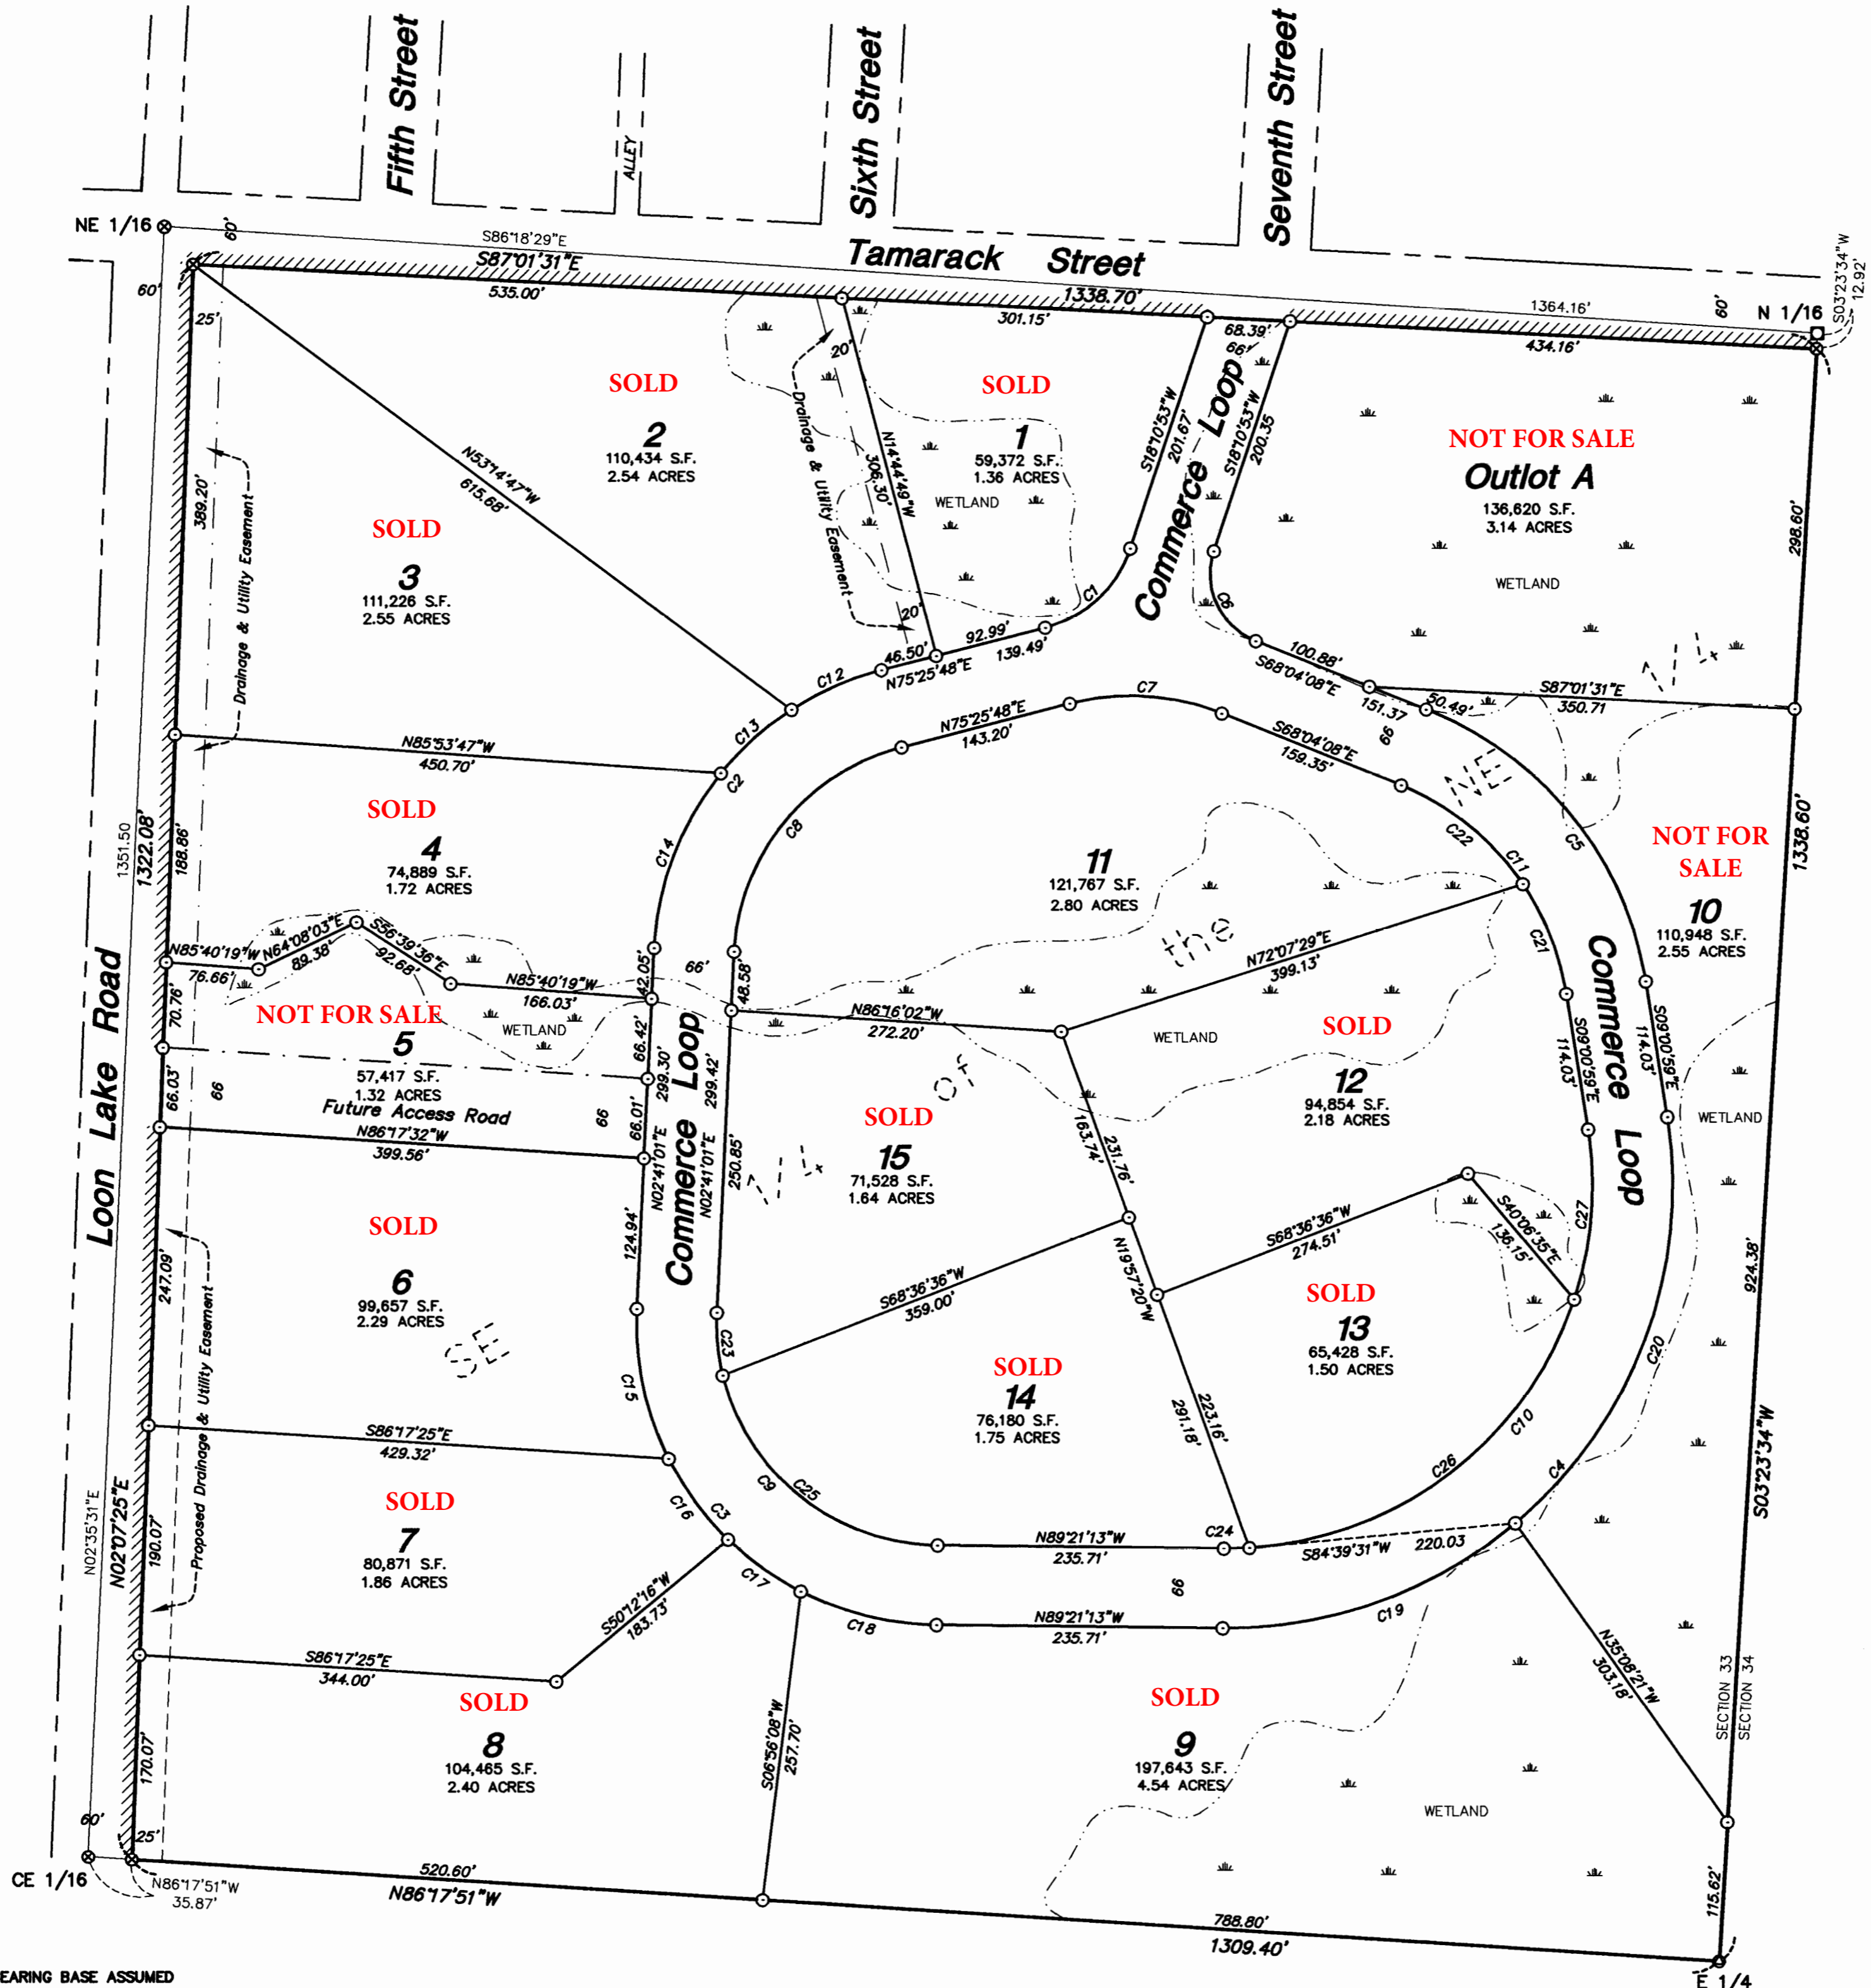 Fifth Street
ALLEY
Sixth Street
Seventh Street
NE 1/16
60'
S86°18'29"E
S87°01'31"E
Tamarack Street
1338.70'
1364.16'
60'
N 1/16
S03°23'34"W
12.92'
60'
25'
535.00'
301.15'
68.39'
66'
434.16'
20'
SOLD
2
110,434 S.F.
2.54 ACRES
SOLD
1
59,372 S.F.
1.36 ACRES
WETLAND
NOT FOR SALE
Outlot A
136,620 S.F.
3.14 ACRES
WETLAND
298.60'
Drainage & Utility Easement
N14°44'49"W
306.30'
20'
S18°10'53"W
201.67'
Commerce Loop
S18°10'53"W
200.35
N53°14'47"W
615.68'
389.20'
Drainage & Utility Easement
SOLD
3
111,226 S.F.
2.55 ACRES
C1
C6
92.99'
139.49'
46.50'
N75°25'48"E
C12
C13
C2
100.88'
S68°04'08"E
151.37
50.49'
66
S87°01'31"E
350.71
N85°53'47"W
450.70'
C7
N75°25'48"E
143.20'
S68°04'08"E
159.35'
C8
C22
C11
C5
NE
SOLD
4
74,889 S.F.
1.72 ACRES
C14
1351.50
1322.08'
188.86'
11
121,767 S.F.
2.80 ACRES
NOT FOR
SALE
10
110,948 S.F.
2.55 ACRES
1338.60'
N85°40'19"W
76.66'
N64°08'03"E
89.38'
S56°39'36"E
92.68'
N85°40'19"W
166.03'
42.05'
66'
48.58'
the
N72°07'29"E
399.13'
C21
Loon Lake Road
70.76'
NOT FOR SALE
5
57,417 S.F.
1.32 ACRES
WETLAND
66.42'
299.30'
N86°16'02"W
272.20'
299.42'
WETLAND
SOLD
12
94,854 S.F.
2.18 ACRES
S09°00'59"E
114.03'
Commerce Loop
S09°00'59"E
114.03'
WETLAND
66.03'
66
Future Access Road
66
66.01'
N86°17'32"W
399.56'
of
SOLD
15
71,528 S.F.
1.64 ACRES
163.74'
231.76'
N02°41'01"E
Commerce Loop
N02°41'01"E
250.85'
124.94'
SOLD
6
99,657 S.F.
2.29 ACRES
SE
247.09'
Proposed Drainage & Utility Easement
S68°36'36"W
359.00'
N19°57'20"W
S68°36'36"W
274.51'
S40°06'35"E
136.15'
C27
SOLD
13
65,428 S.F.
1.50 ACRES
924.38'
C23
C15
C20
SOLD
14
76,180 S.F.
1.75 ACRES
223.16'
291.18'
C10
C26
C4
S03°23'34"W
S86°17'25"E
429.32'
C9
C25
C16
C3
N02°35'31"E
N02°07'25"E
190.07'
SOLD
7
80,871 S.F.
1.86 ACRES
N89°21'13"W
235.71'
C24
S84°39'31"W
220.03
66
S50°12'16"W
183.73'
C17
C18
N89°21'13"W
235.71'
C19
N35°08'21"W
303.18'
SECTION 33
SECTION 34
S86°17'25"E
344.00'
SOLD
8
104,465 S.F.
2.40 ACRES
S06°56'08"W
257.70'
SOLD
9
197,643 S.F.
4.54 ACRES
WETLAND
170.07'
60'
25'
CE 1/16
N86°17'51"W
35.87'
520.60'
N86°17'51"W
788.80'
1309.40'
115.62'
E 1/4
EARING BASE ASSUMED